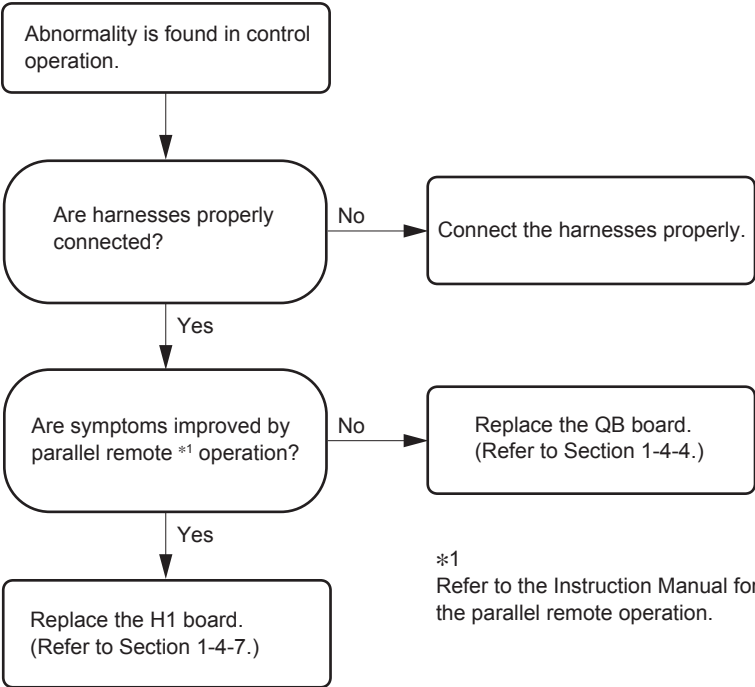 Abnormality is found in control
operation.
Are harnesses properly
connected?
No
Connect the harnesses properly.
Yes
Are symptoms improved by
parallel remote *1 operation?
No
Replace the QB board.
(Refer to Section 1-4-4.)
Yes
Replace the H1 board.
(Refer to Section 1-4-7.)
*1
Refer to the Instruction Manual for
the parallel remote operation.